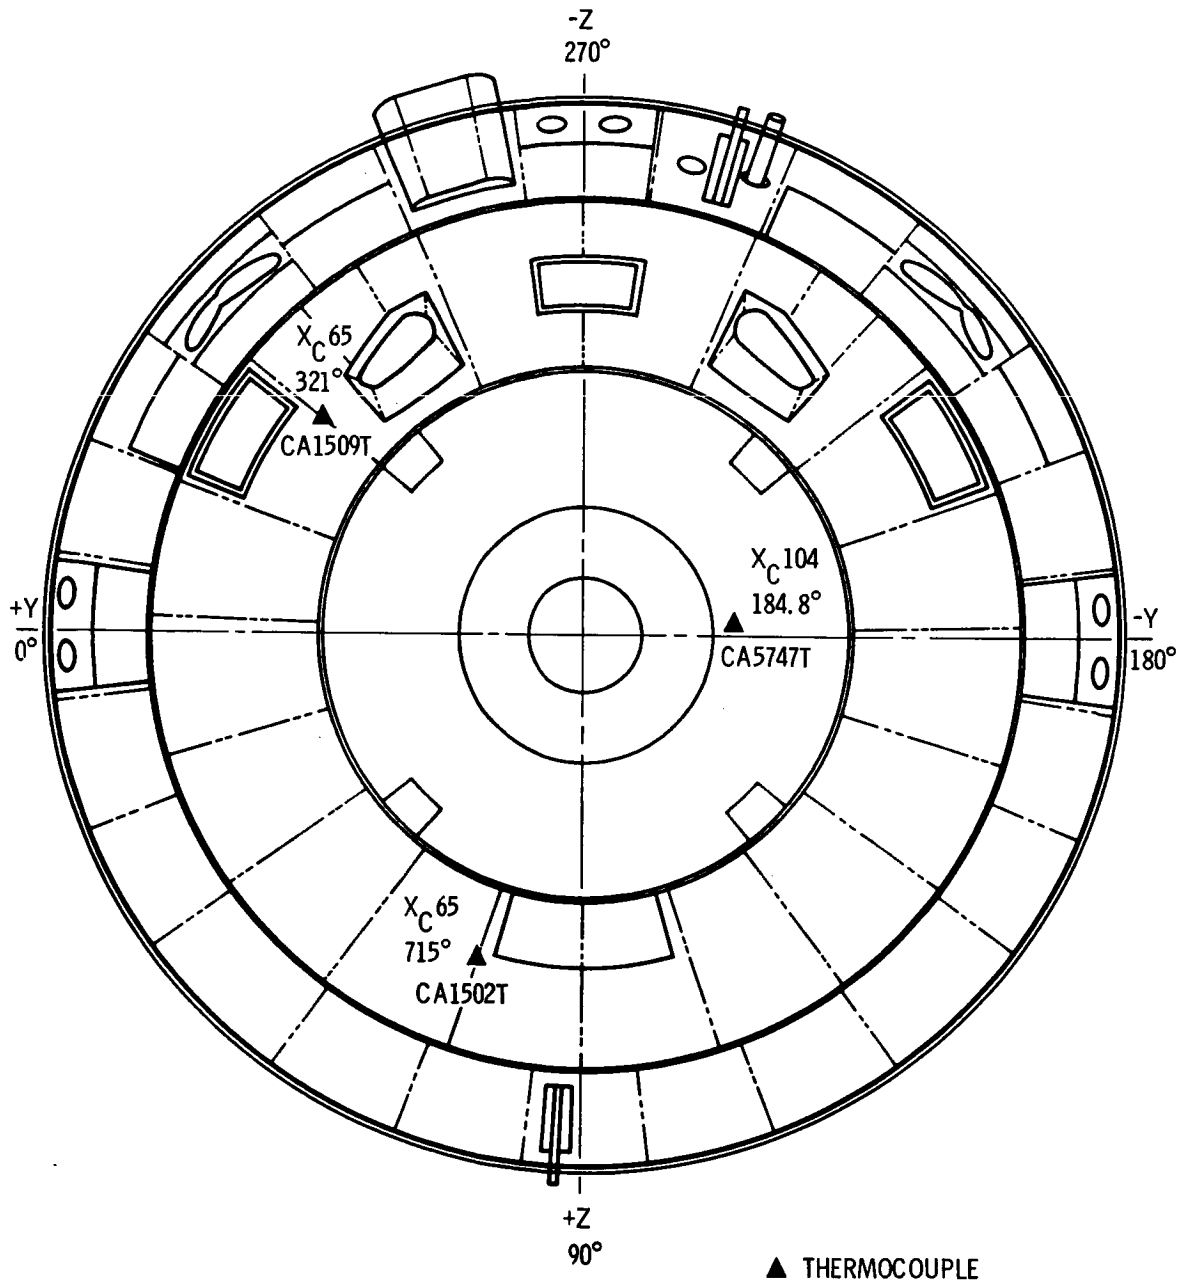 -Z
270°
X_C 65
321°
CA1509T
X_C 104
184.8°
CA5747T
+Y
0°
-Y
180°
X_C 65
715°
CA1502T
+Z
90°
▲ THERMOCOUPLE